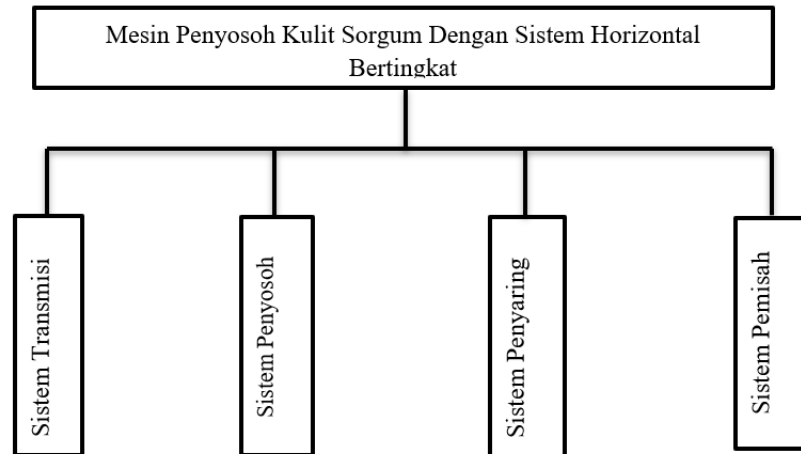 Mesin Penyosoh Kulit Sorgum Dengan Sistem Horizontal
Bertingkat
Sistem Transmisi
Sistem Penyosoh
Sistem Penyaring
Sistem Pemisah